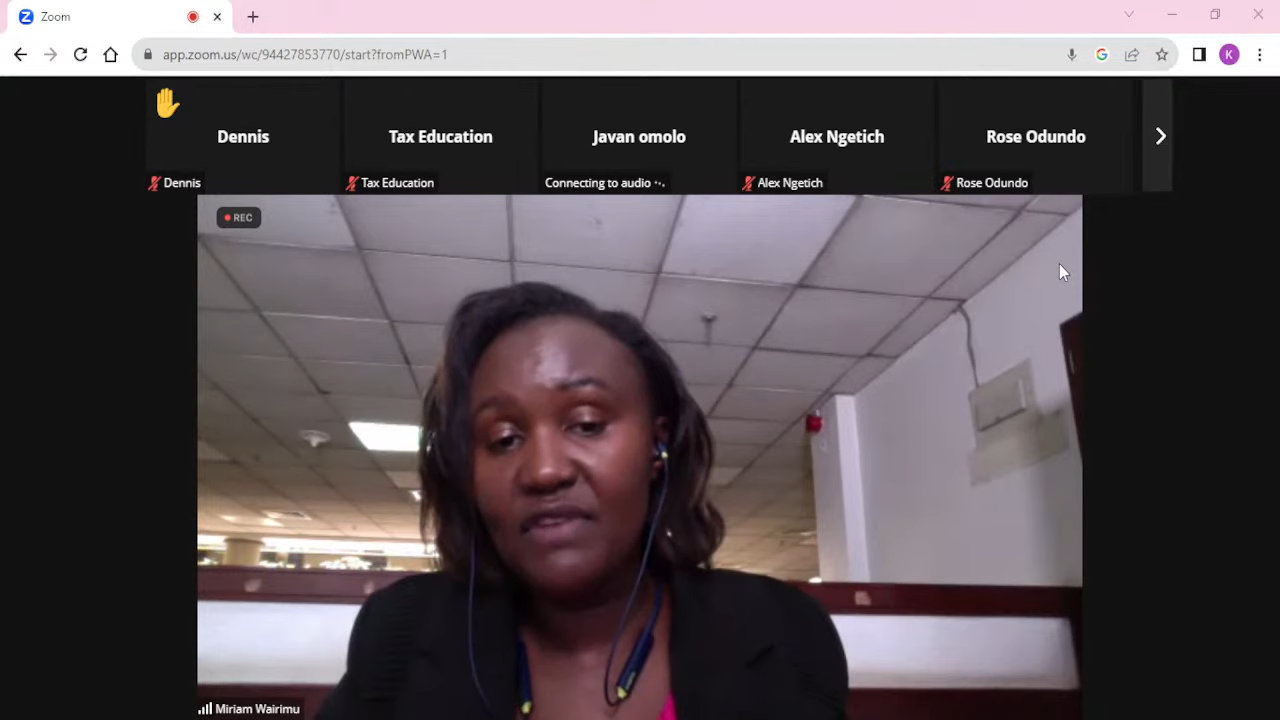 Zoom
app.zoom.us/wc/94427853770/start?fromPWA=1
K
Dennis
Tax Education
Javan omolo
Alex Ngetich
Rose Odundo
Dennis
Tax Education
Connecting to audio
Alex Ngetich
Rose Odundo
REC
Miriam Wairimu